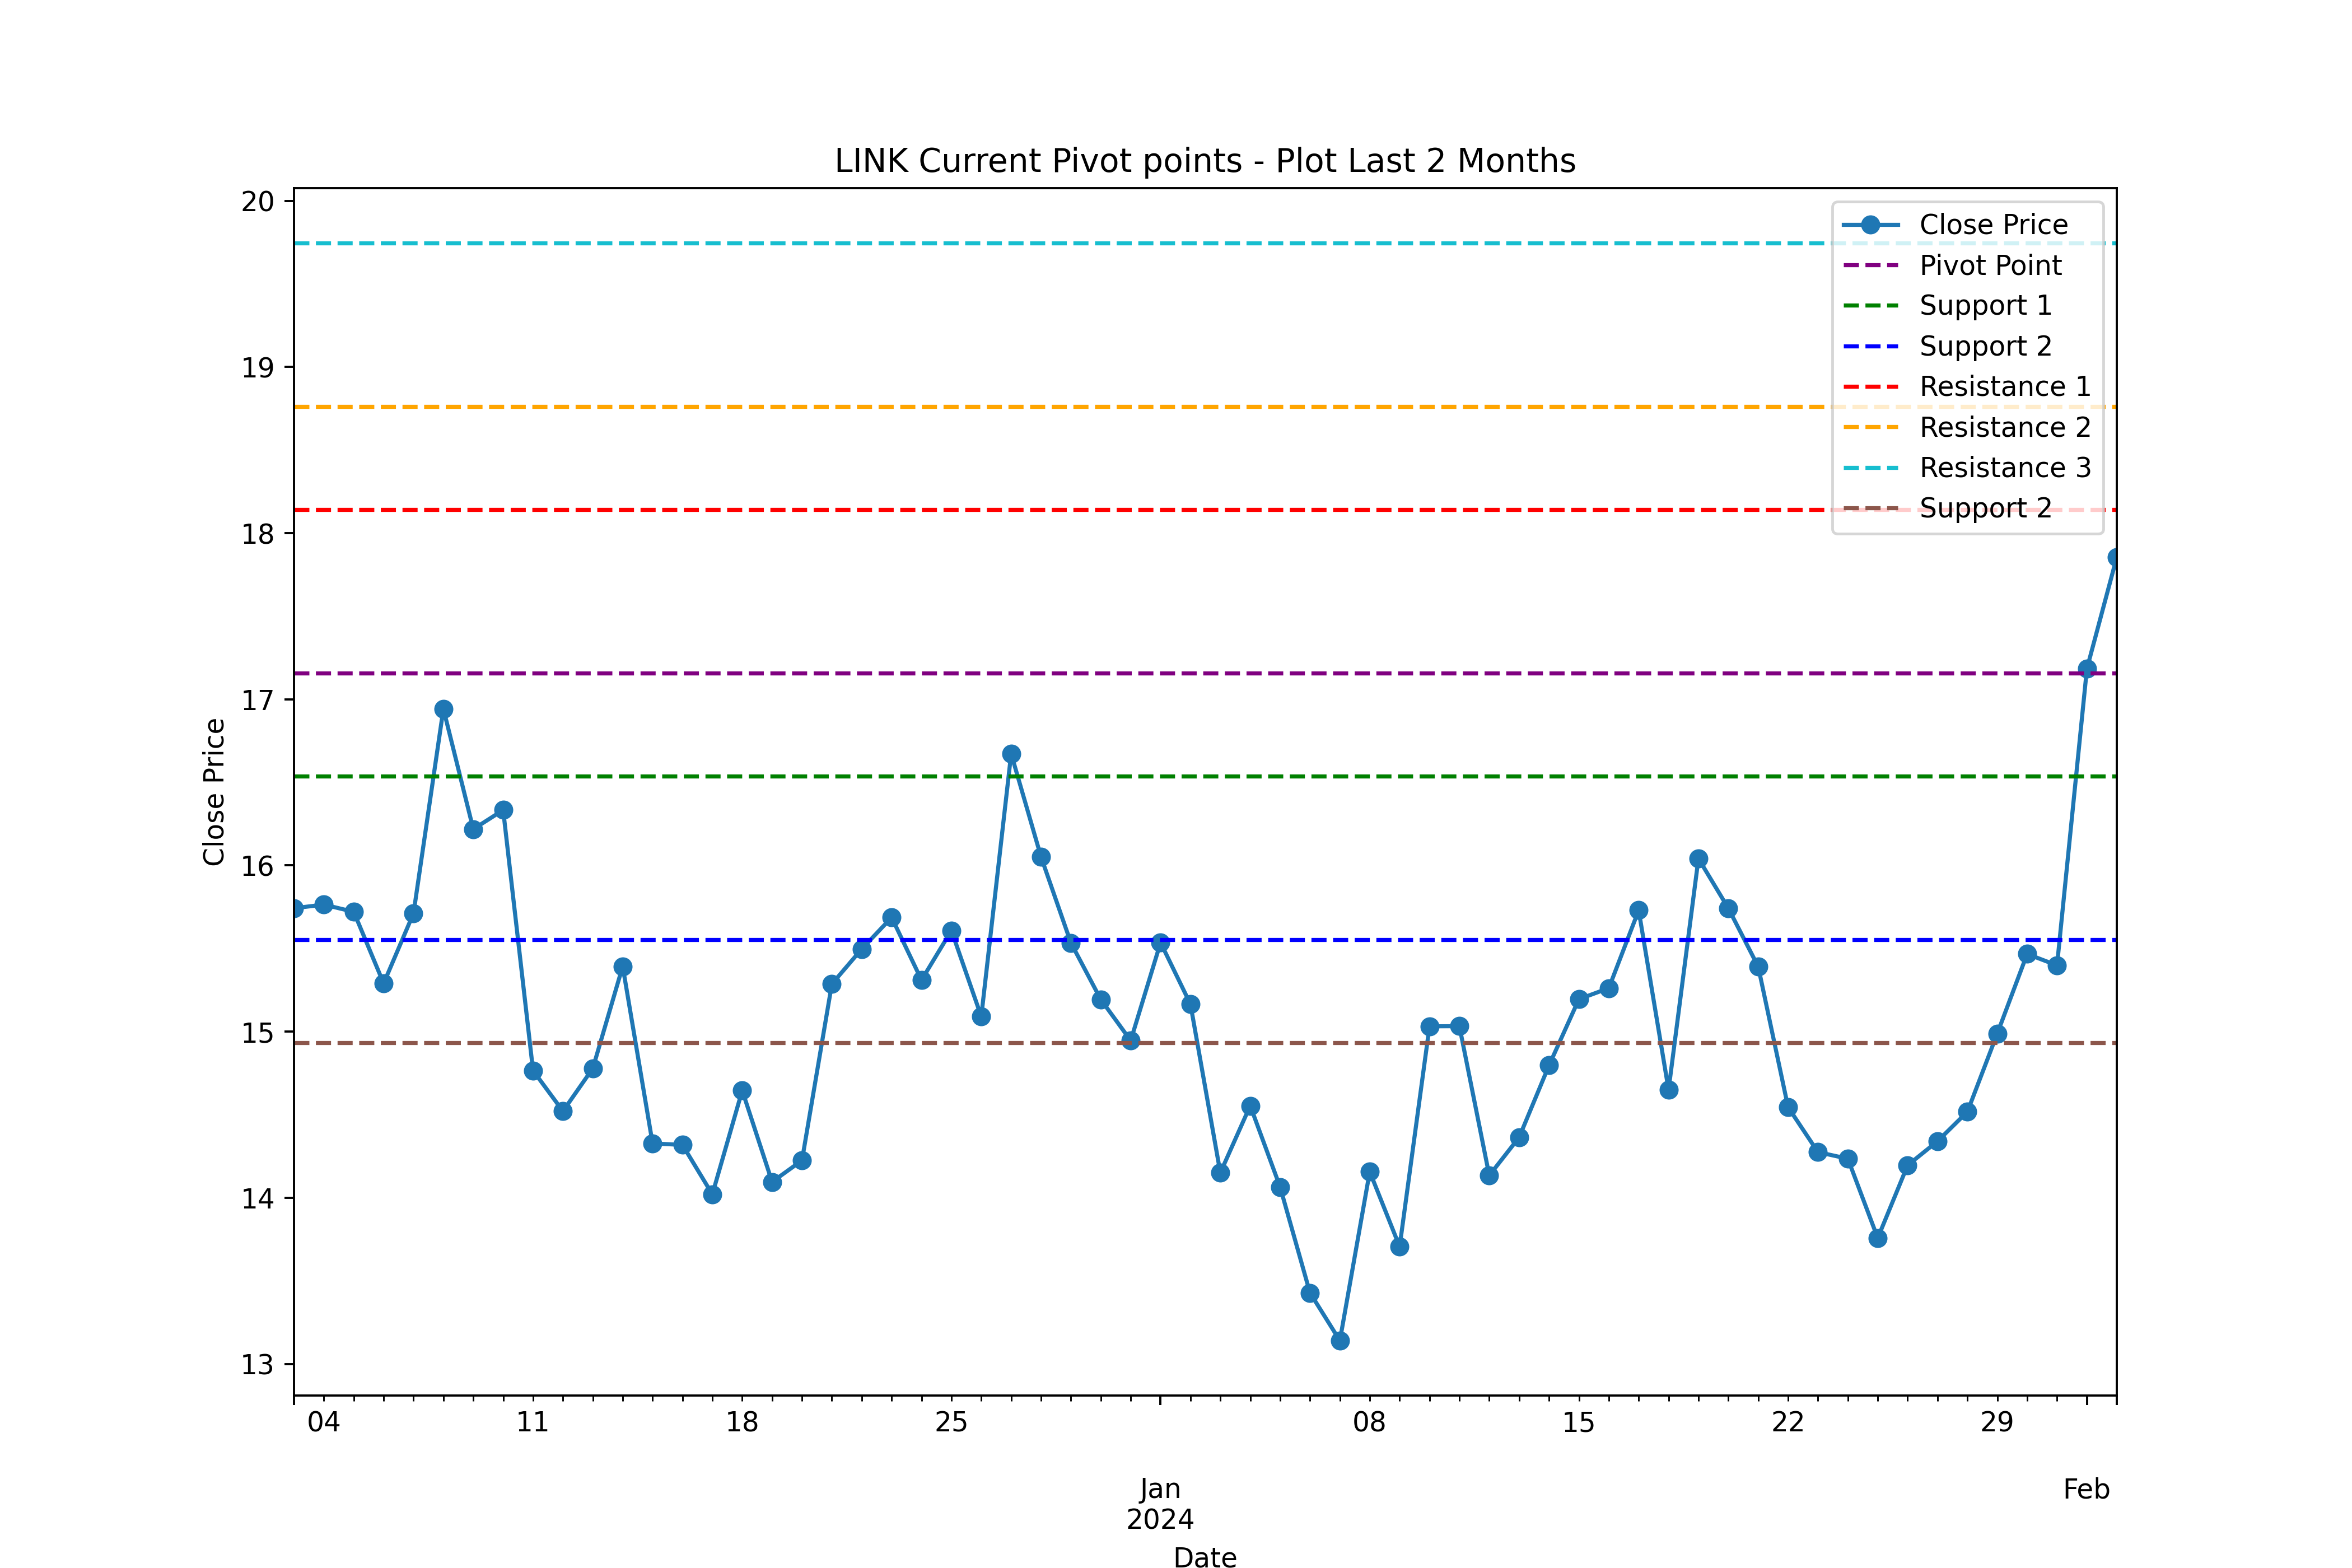 LINK Current Pivot points - Plot Last 2 Months
20
19
18
17
16
15
14
13
Close Price
Close Price
Pivot Point
Support 1
Support 2
Resistance 1
Resistance 2
Resistance 3
Support 2
04 11 18 25 08 15 22 29
Jan Feb
2024
Date